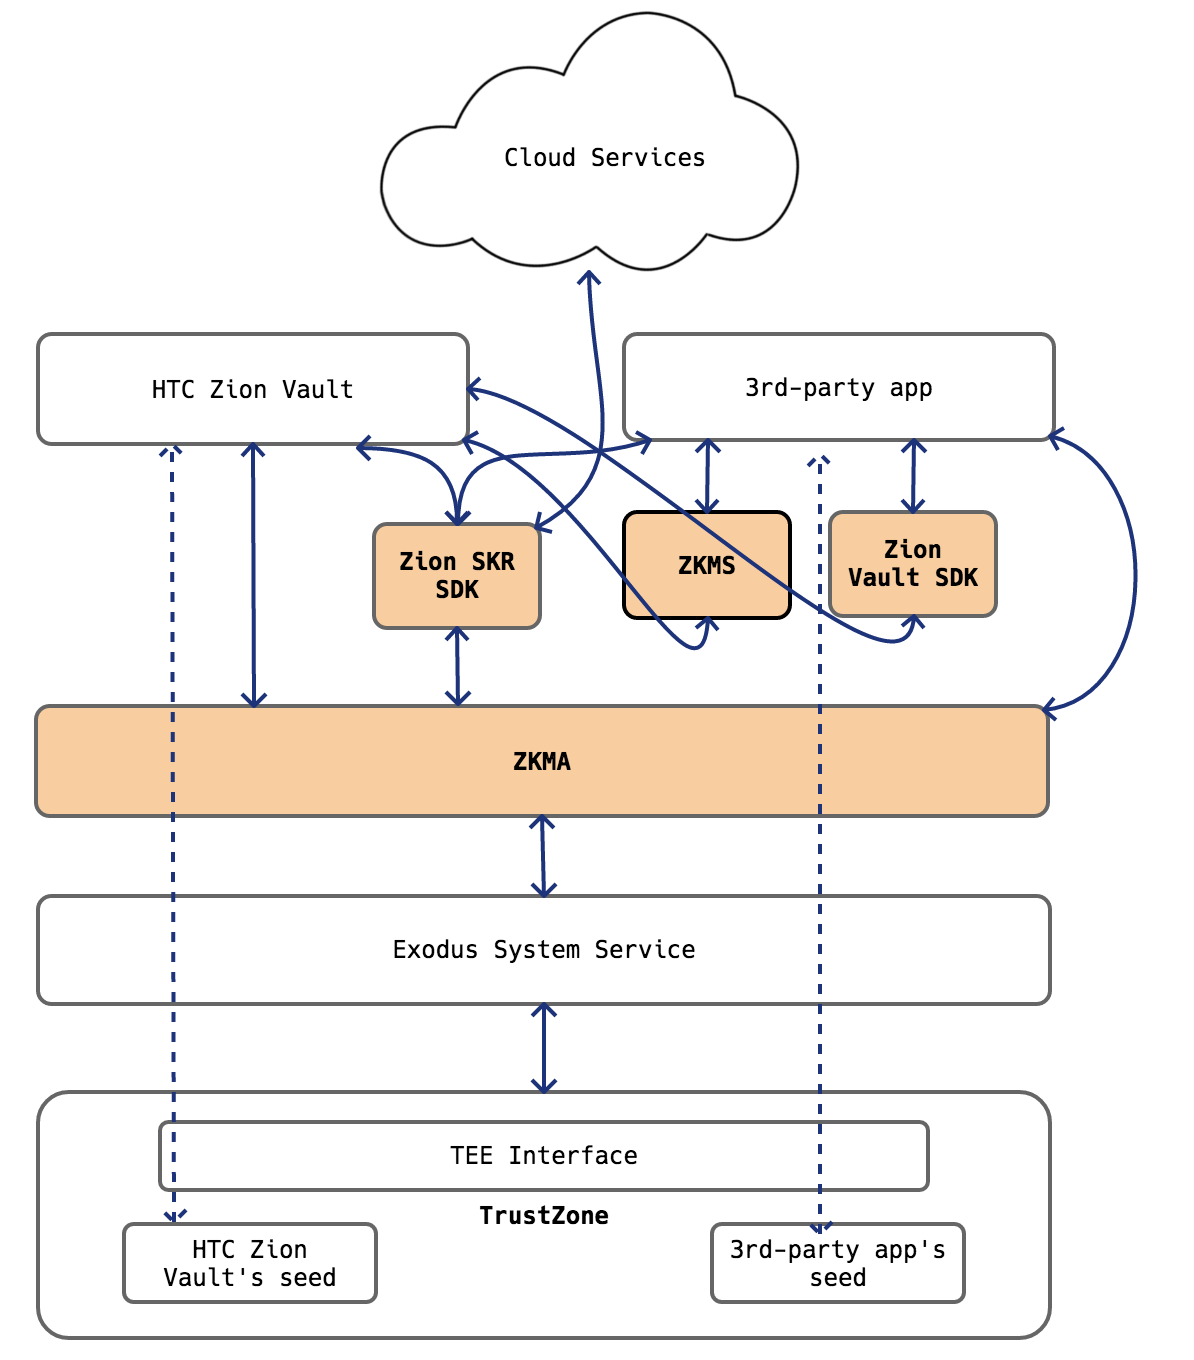 Cloud Services
HTC Zion Vault
3rd-party app
Zion SKR
SDK
ZKMS
Zion
Vault SDK
ZKMA
Exodus System Service
TEE Interface
TrustZone
HTC Zion
Vault's seed
3rd-party app's
seed